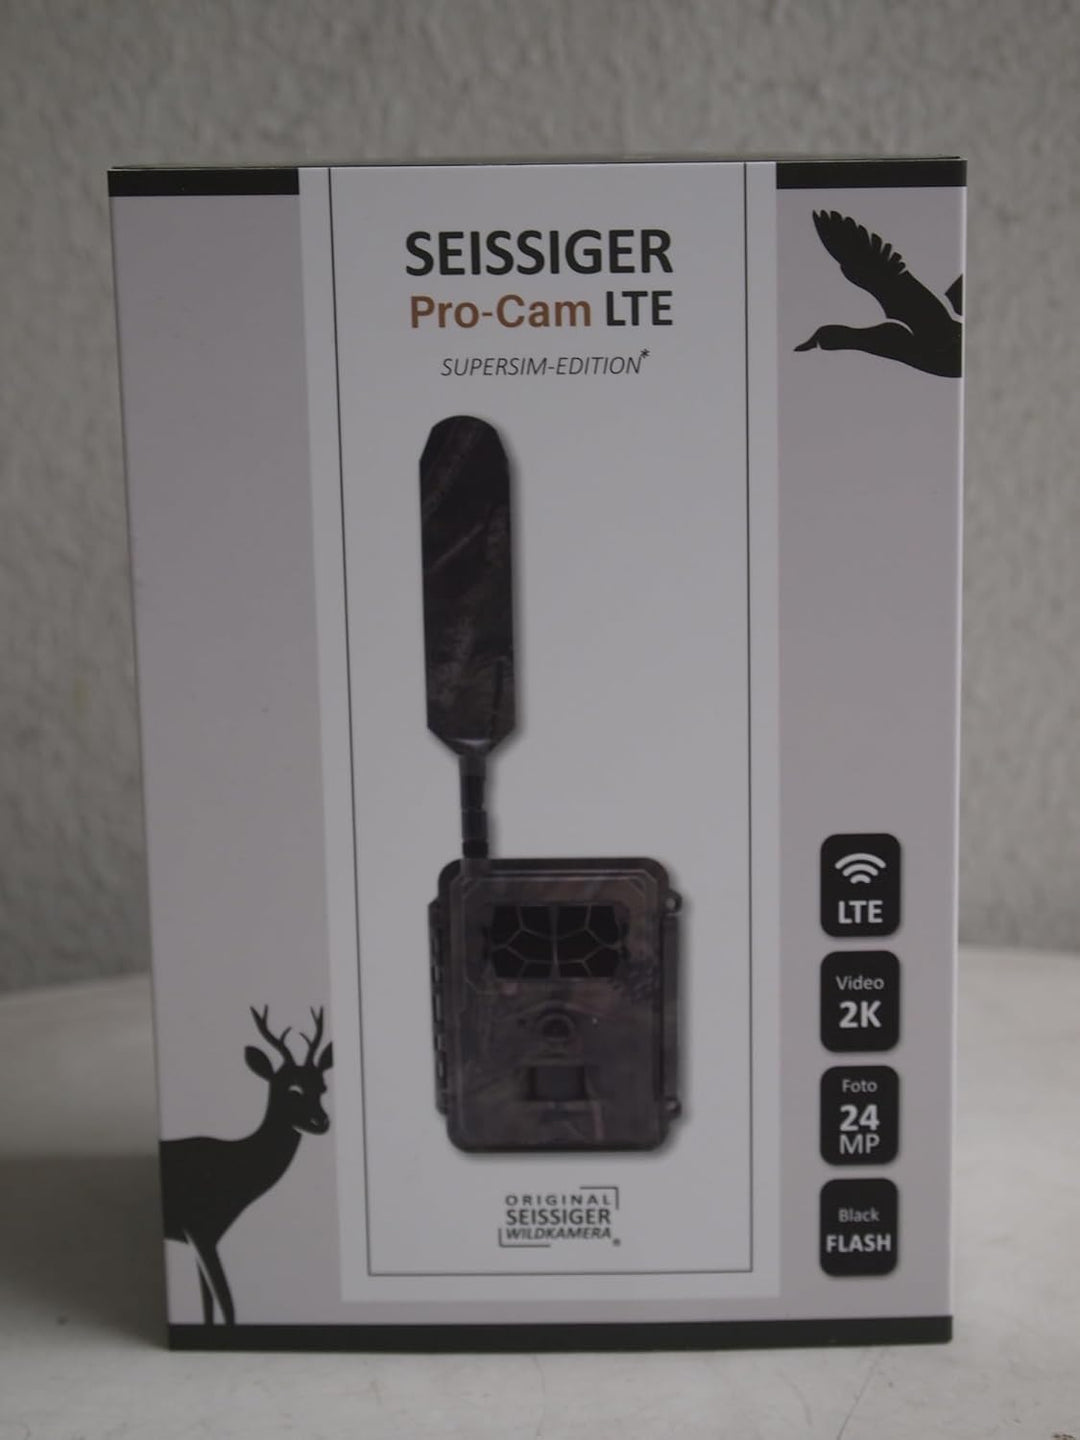 SEISSIGER
Pro-Cam LTE
SUPERSIM-EDITION*
LTE
Video
2K
Foto
24
MP
Black
FLASH
ORIGINAL
SEISSIGER
WILDKAMERA®